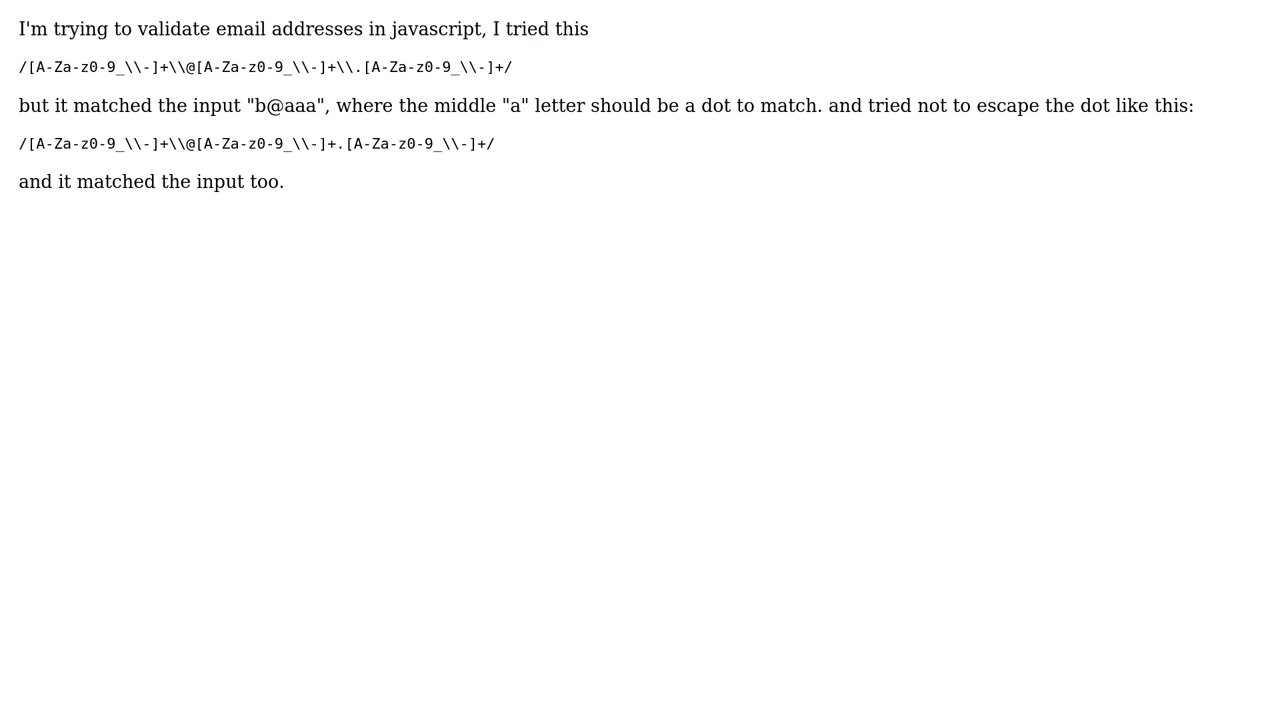 I'm trying to validate email addresses in javascript, I tried this
/[A-Za-z0-9_\\-]+\\@[A-Za-z0-9_\\-]+\\.[A-Za-z0-9_\\-]+/
but it matched the input "b@aaa", where the middle "a" letter should be a dot to match. and tried not to escape the dot like this:
/[A-Za-z0-9_\\-]+\\@[A-Za-z0-9_\\-]+.[A-Za-z0-9_\\-]+/
and it matched the input too.